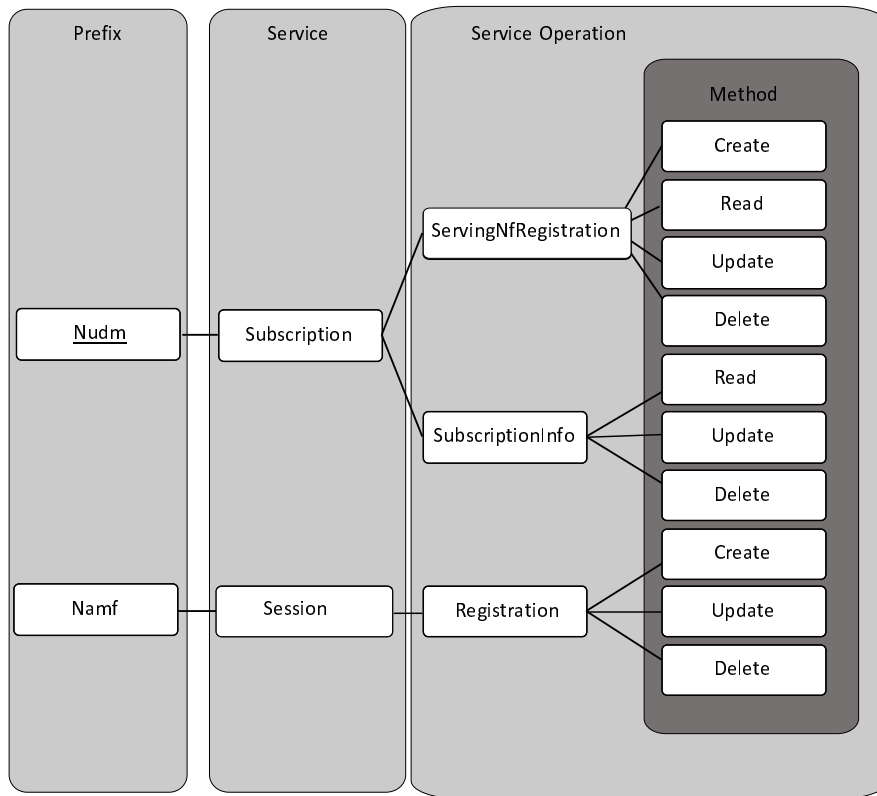 Prefix
Service
Service Operation
Method
Create
Read
ServingNfRegistration
Update
Delete
Nudm
Subscription
Read
SubscriptionInfo
Update
Delete
Create
Namf
Session
Registration
Update
Delete